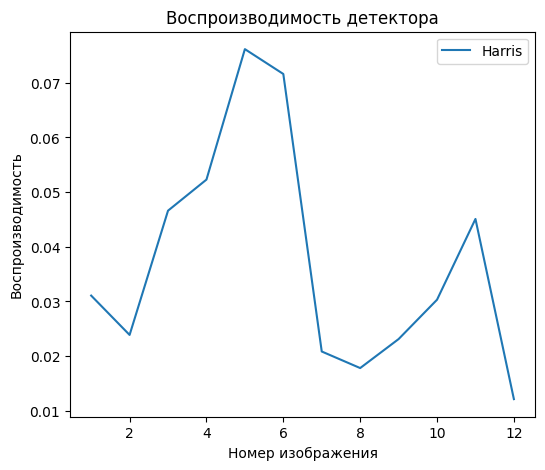 Воспроизводимость детектора
Harris
Воспроизводимость
0.07
0.06
0.05
0.04
0.03
0.02
0.01
2 4 6 8 10 12
Номер изображения